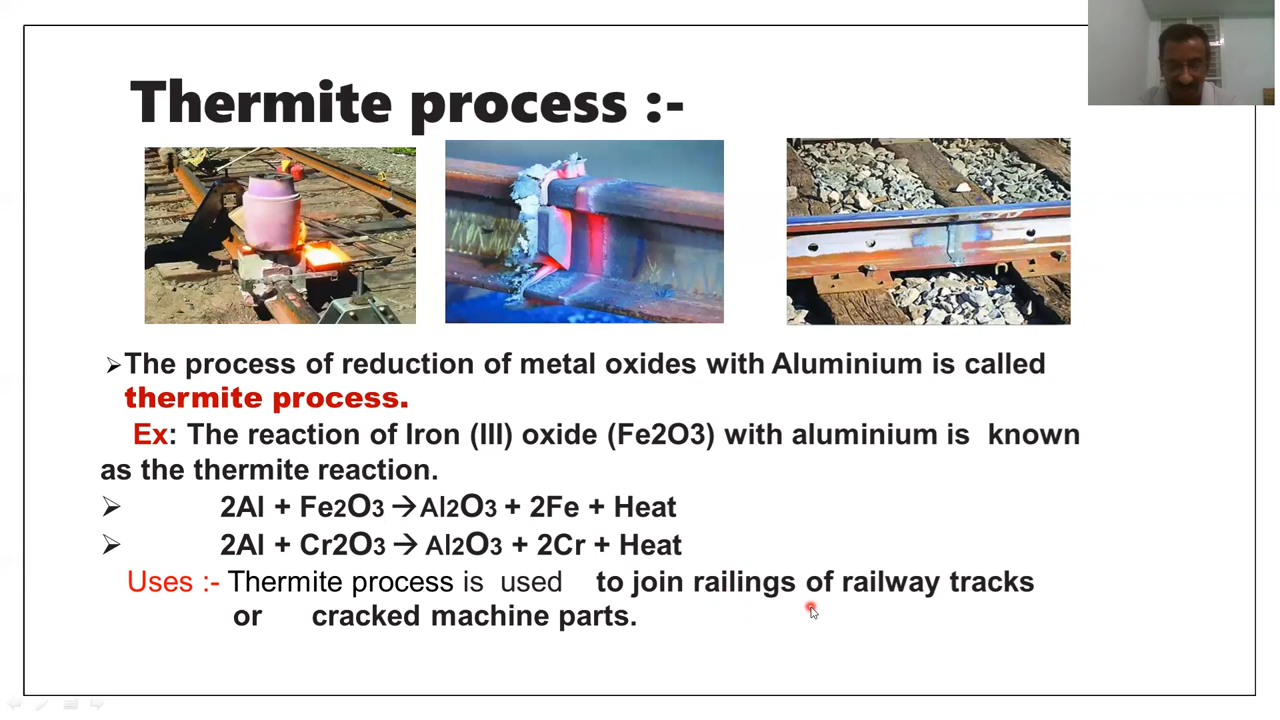 Thermite process :-
➢The process of reduction of metal oxides with Aluminium is called
thermite process.
Ex: The reaction of Iron (III) oxide (Fe2O3) with aluminium is known
as the thermite reaction.
➢ 2Al + Fe2O3 →Al2O3 + 2Fe + Heat
➢ 2Al + Cr2O3 → Al2O3 + 2Cr + Heat
Uses :- Thermite process is used to join railings of railway tracks
or cracked machine parts.